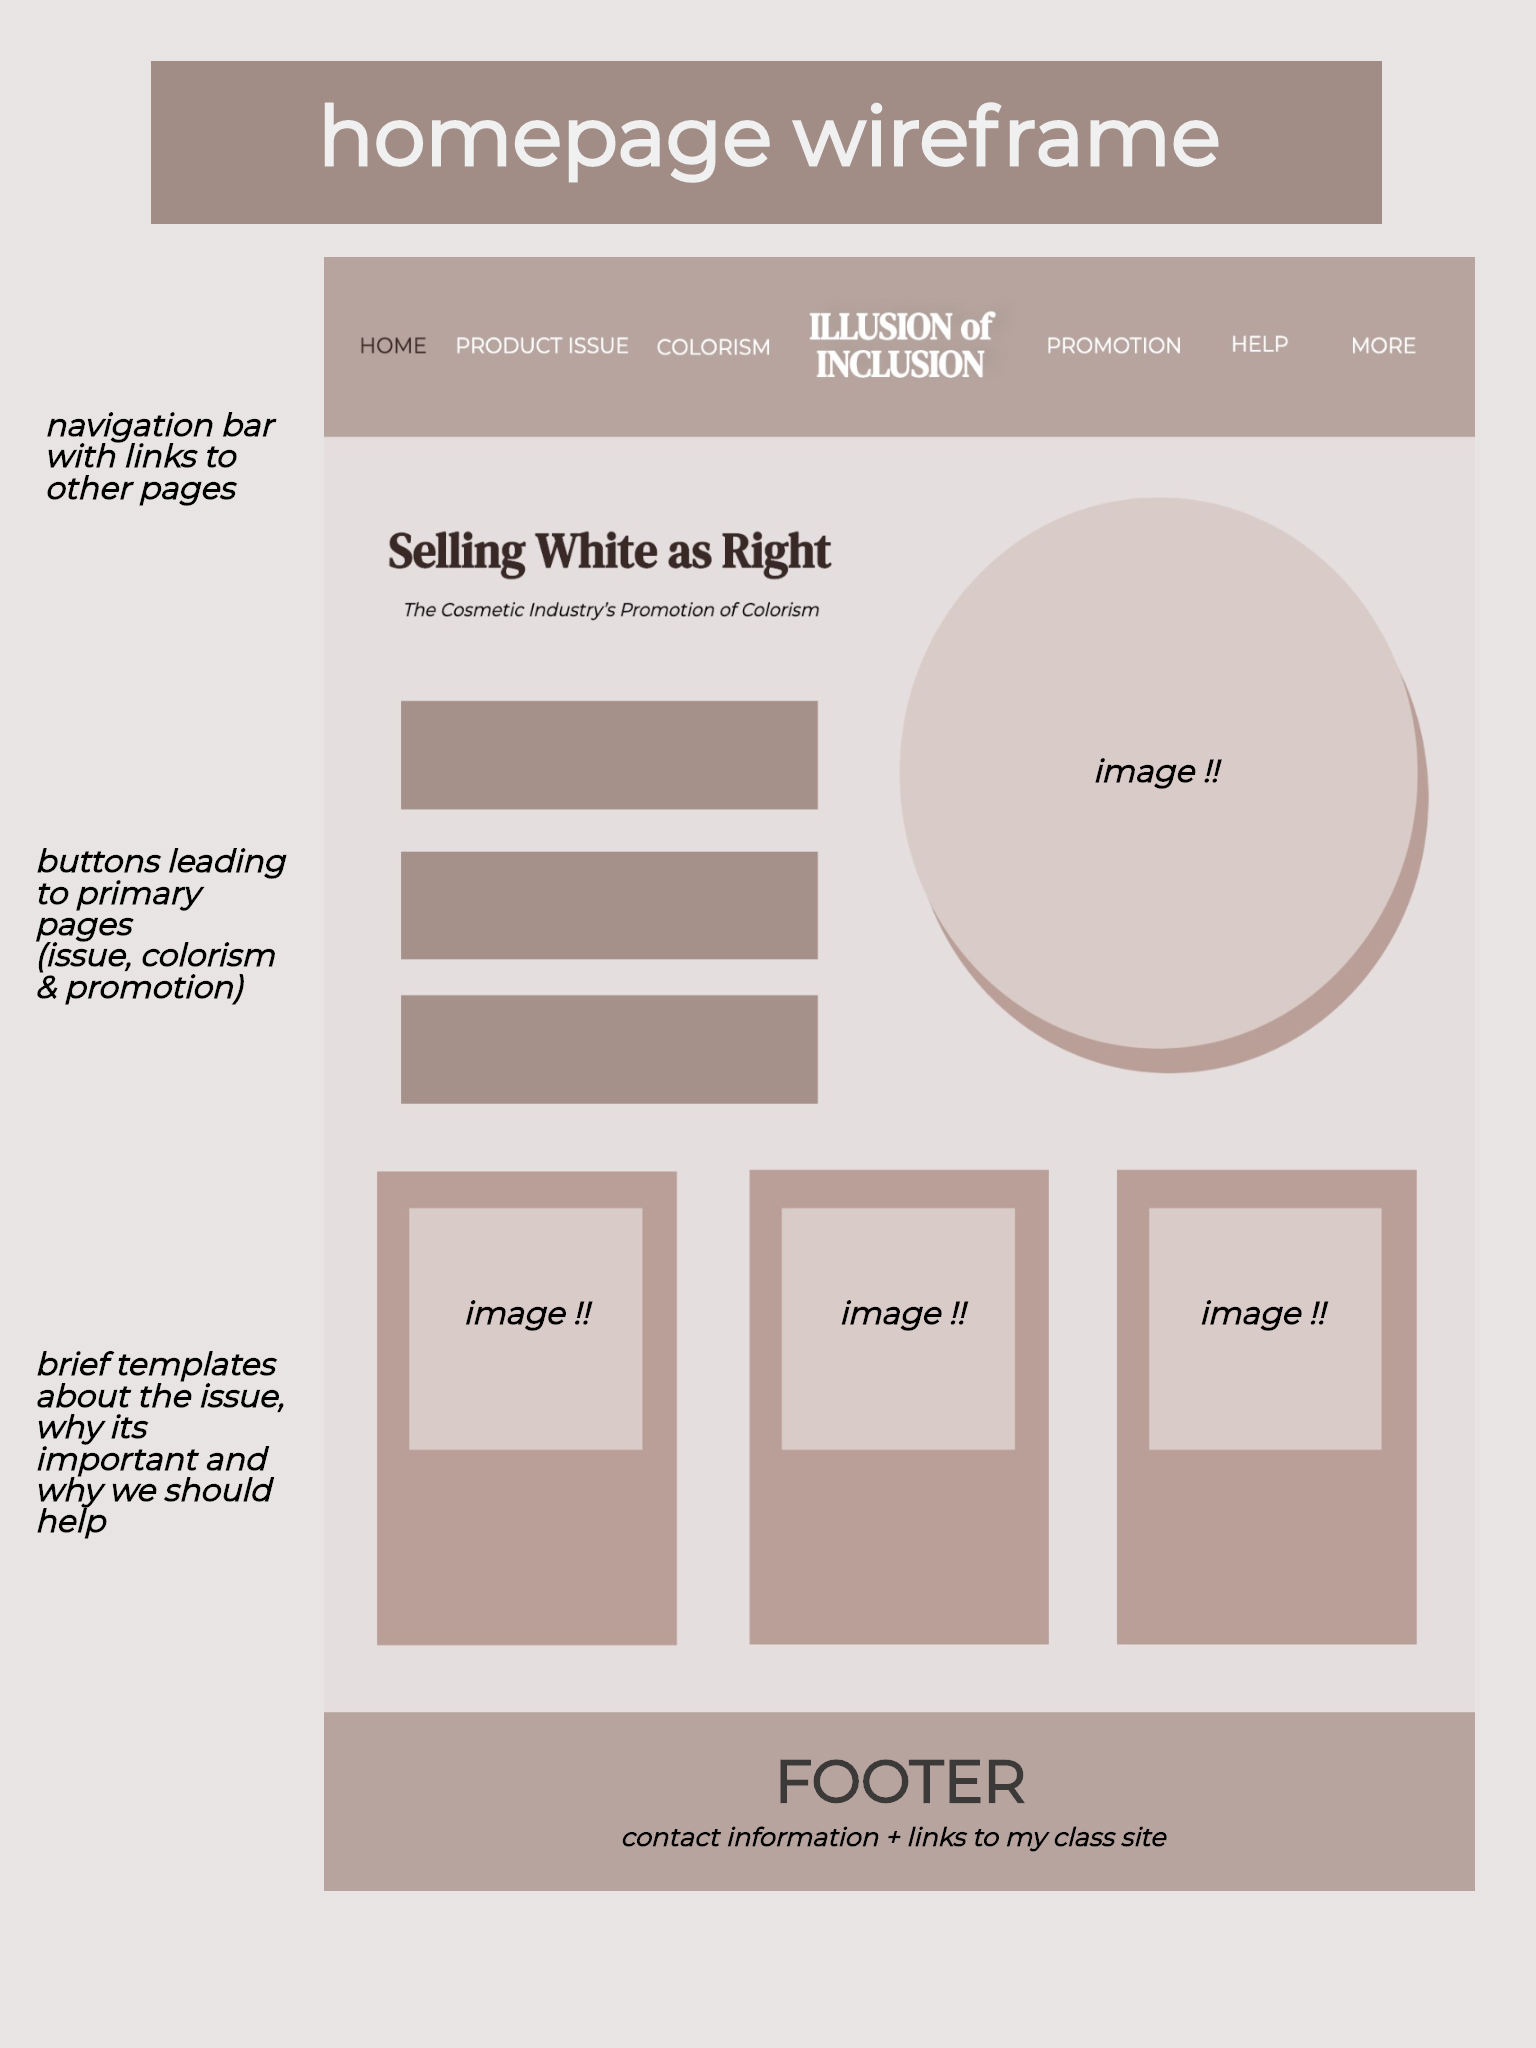 homepage wireframe
HOME PRODUCT ISSUE COLORISM ILLUSION of INCLUSION PROMOTION HELP MORE
navigation bar
with links to
other pages
Selling White as Right
The Cosmetic Industry's Promotion of Colorism
image !!
buttons leading
to primary
pages
(issue, colorism
& promotion)
image !! image !! image !!
brief templates
about the issue,
why its
important and
why we should
help
FOOTER
contact information + links to my class site